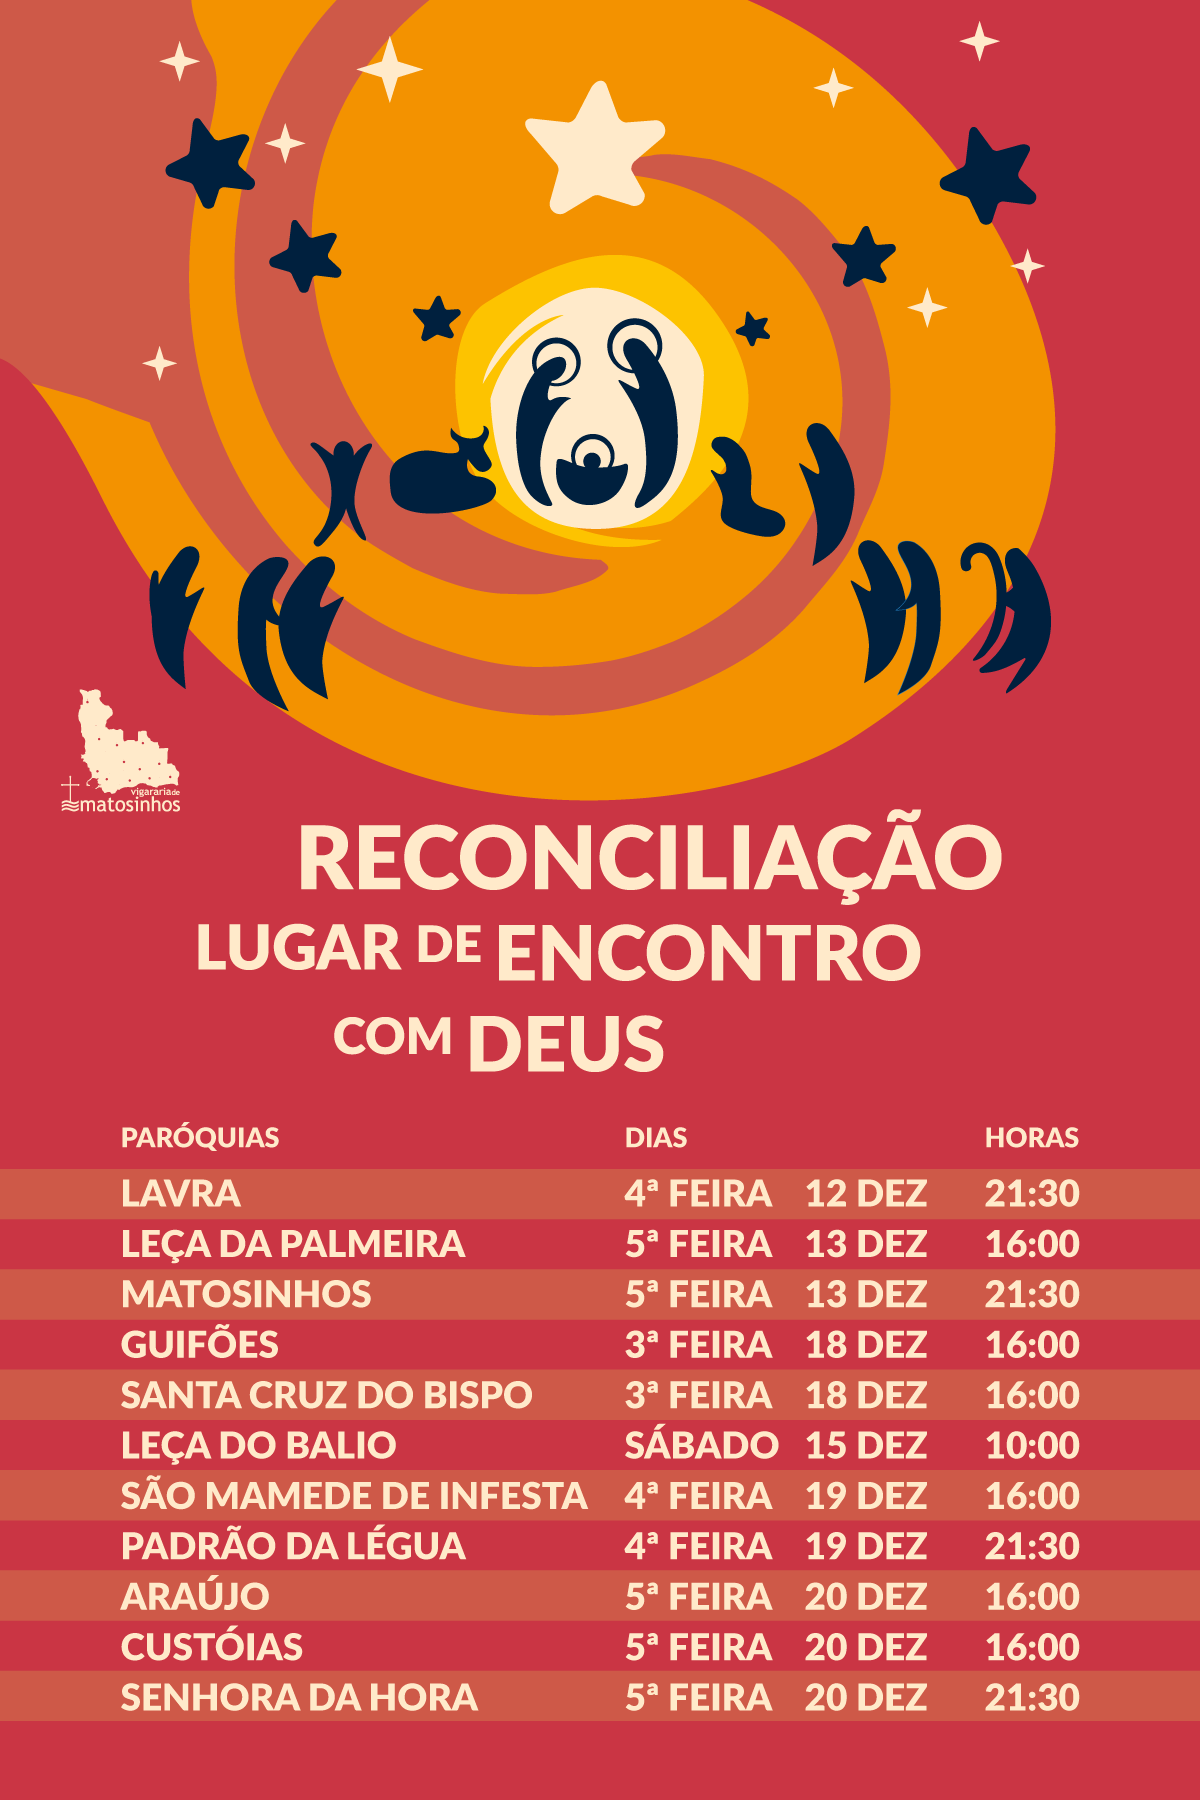 vigararia de
matosinhos
RECONCILIAÇÃO
LUGAR DE ENCONTRO
COM DEUS
PARÓQUIAS DIAS HORAS
LAVRA 4ª FEIRA 12 DEZ 21:30
LEÇA DA PALMEIRA 5ª FEIRA 13 DEZ 16:00
MATOSINHOS 5ª FEIRA 13 DEZ 21:30
GUIFÕES 3ª FEIRA 18 DEZ 16:00
SANTA CRUZ DO BISPO 3ª FEIRA 18 DEZ 16:00
LEÇA DO BALIO SÁBADO 15 DEZ 10:00
SÃO MAMEDE DE INFESTA 4ª FEIRA 19 DEZ 16:00
PADRÃO DA LÉGUA 4ª FEIRA 19 DEZ 21:30
ARAÚJO 5ª FEIRA 20 DEZ 16:00
CUSTÓIAS 5ª FEIRA 20 DEZ 16:00
SENHORA DA HORA 5ª FEIRA 20 DEZ 21:30